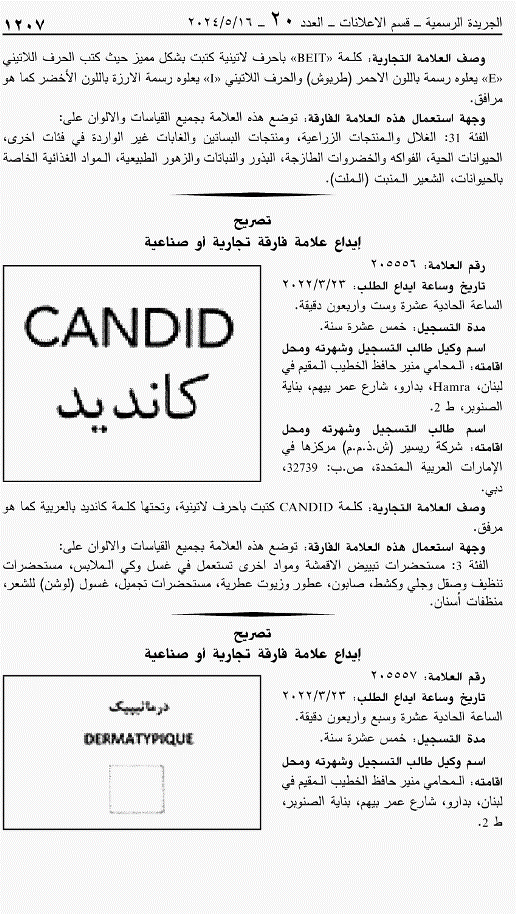 الجريدة الرسمية ــ قسم الاعلانات ــ العدد ٢٠ ــ ٢٠٢٤/٥/١٦
١٢٠٧
وصف العلامة التجارية: كلمة «BEIT» باحرف لاتينية كتبت بشكل مميز حيث كتب الحرف اللاتيني
«E» يعلوه رسمة باللون الاحمر (طربوش) والحرف اللاتيني «I» يعلوه رسمة الارزة باللون الأخضر كما هو
مرافق.
وجهة استعمال هذه العلامة الفارقة: توضع هذه العلامة بجميع القياسات والالوان على:
الفئة 31: الغلال والمنتجات الزراعية، ومنتجات البساتين والغابات غير الواردة في فئات اخرى،
الحيوانات الحية، الفواكه والخضروات الطازجة، البذور والنباتات والزهور الطبيعية، المواد الغذائية الخاصة
بالحيوانات، الشعير المنبت (الملت).
تصريح
إيداع علامة فارقة تجارية أو صناعية
رقم العلامة: ٢٠٥٥٥٦
تاريخ وساعة ايداع الطلب: ٢٠٢٢/٣/٢٣
الساعة الحادية عشرة وست واربعون دقيقة.
مدة التسجيل: خمس عشرة سنة.
اسم وكيل طالب التسجيل وشهرته ومحل
اقامته: المحامي منير حافظ الخطيب المقيم في
لبنان، Hamra، بدارو، شارع عمر بيهم، بناية
الصنوبر، ط 2.
اسم طالب التسجيل وشهرته ومحل
اقامته: شركة ريسير (ش.ذ.م.م) مركزها في
الإمارات العربية المتحدة، ص.ب: 32739،
دبي.
CANDID
كانديد
وصف العلامة التجارية: كلمة CANDID كتبت باحرف لاتينية، وتحتها كلمة كانديد بالعربية كما هو
مرفق.
وجهة استعمال هذه العلامة الفارقة: توضع هذه العلامة بجميع القياسات والالوان على:
الفئة 3: مستحضرات تبييض الاقمشة ومواد اخرى تستعمل في غسل وكي الملابس، مستحضرات
تنظيف وصقل وجلي وكشط، صابون، عطور وزيوت عطرية، مستحضرات تجميل، غسول (لوشن) للشعر،
منظفات أسنان.
تصريح
إيداع علامة فارقة تجارية أو صناعية
رقم العلامة: ٢٠٥٥٥٧
تاريخ وساعة ايداع الطلب: ٢٠٢٢/٣/٢٣
الساعة الحادية عشرة وسبع واربعون دقيقة.
مدة التسجيل: خمس عشرة سنة.
اسم وكيل طالب التسجيل وشهرته ومحل
اقامته: المحامي منير حافظ الخطيب المقيم في
لبنان، بدارو، شارع عمر بيهم، بناية الصنوبر،
ط 2.
درماتيبيك
DERMATYPIQUE